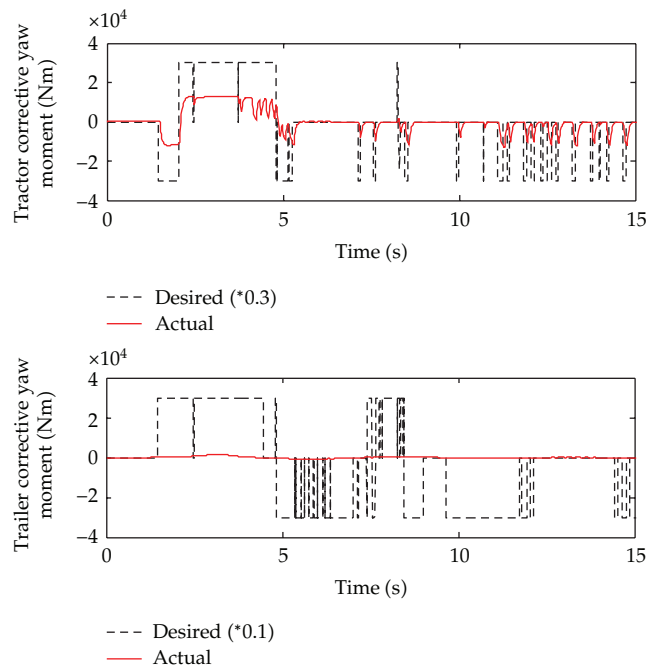 ×10⁴
4
2
0
−2
−4
Tractor corrective yaw
moment (Nm)
0 5 10 15
Time (s)
Desired (*0.3)
Actual
×10⁴
4
2
0
−2
−4
Trailer corrective yaw
moment (Nm)
0 5 10 15
Time (s)
Desired (*0.1)
Actual